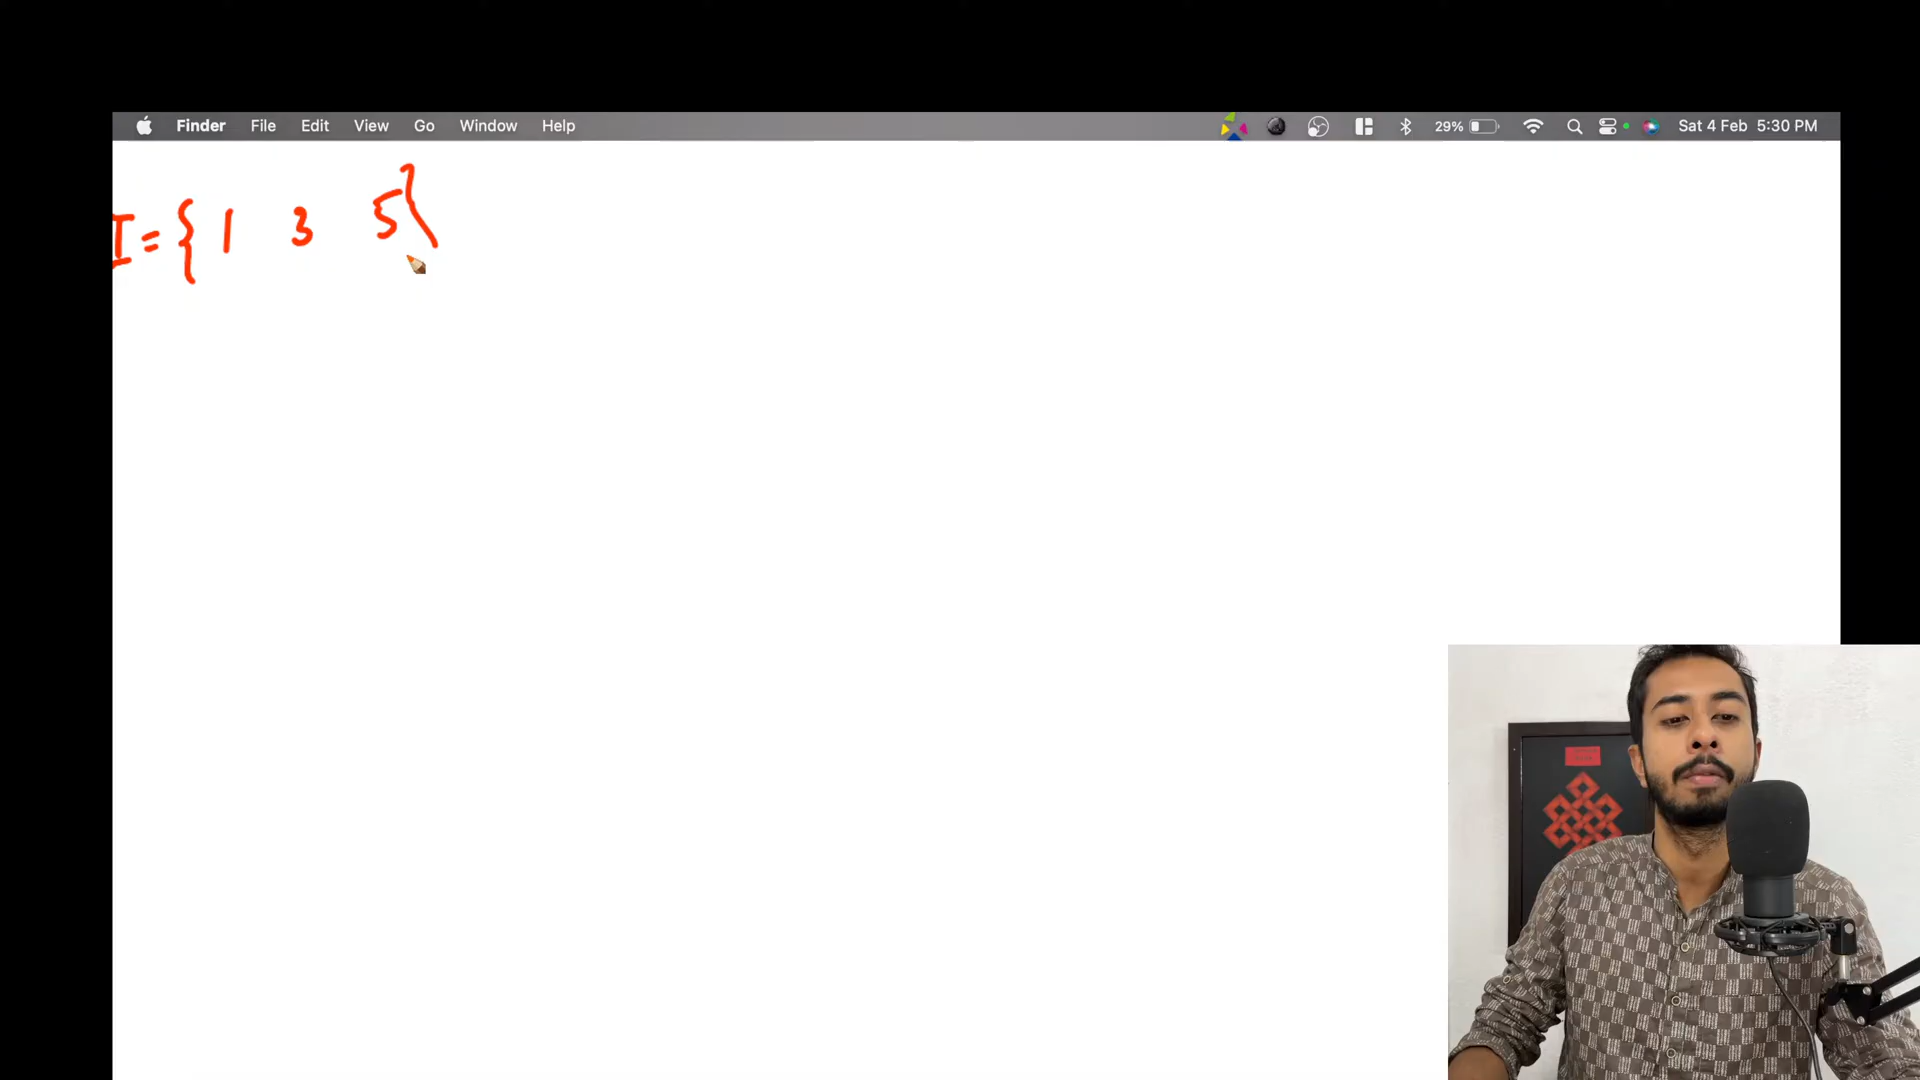 Finder File Edit View Go Window Help 29% Sat 4 Feb 5:30 PM
I = { 1 3 5 }